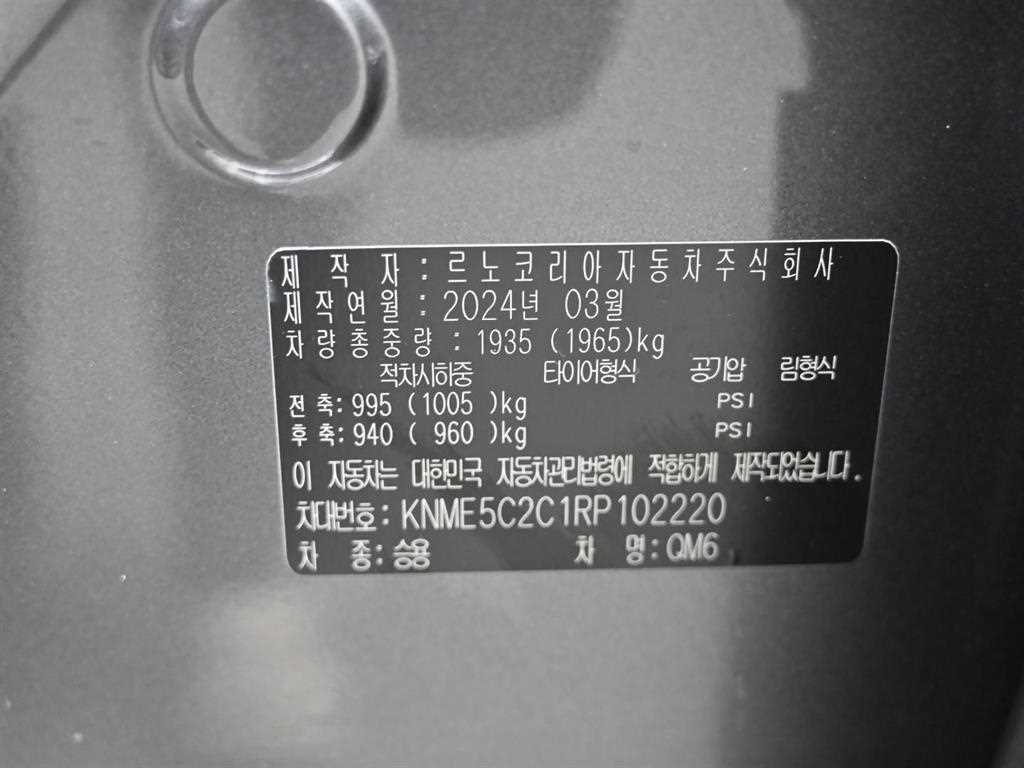 제 작 자 : 르노코리아자동차주식회사
제작연월 : 2024년 03월
차량총중량 : 1935 (1965)kg
적차시하중 타이어형식 공기압 림형식
전 축: 995 (1005 )kg PSI
후 축: 940 ( 960 )kg PSI
이 자동차는 대한민국 자동차관리법령에 적합하게 제작되었습니다.
차대번호: KNME5C2C1RP102220
차 종: 승용 차 명: QM6